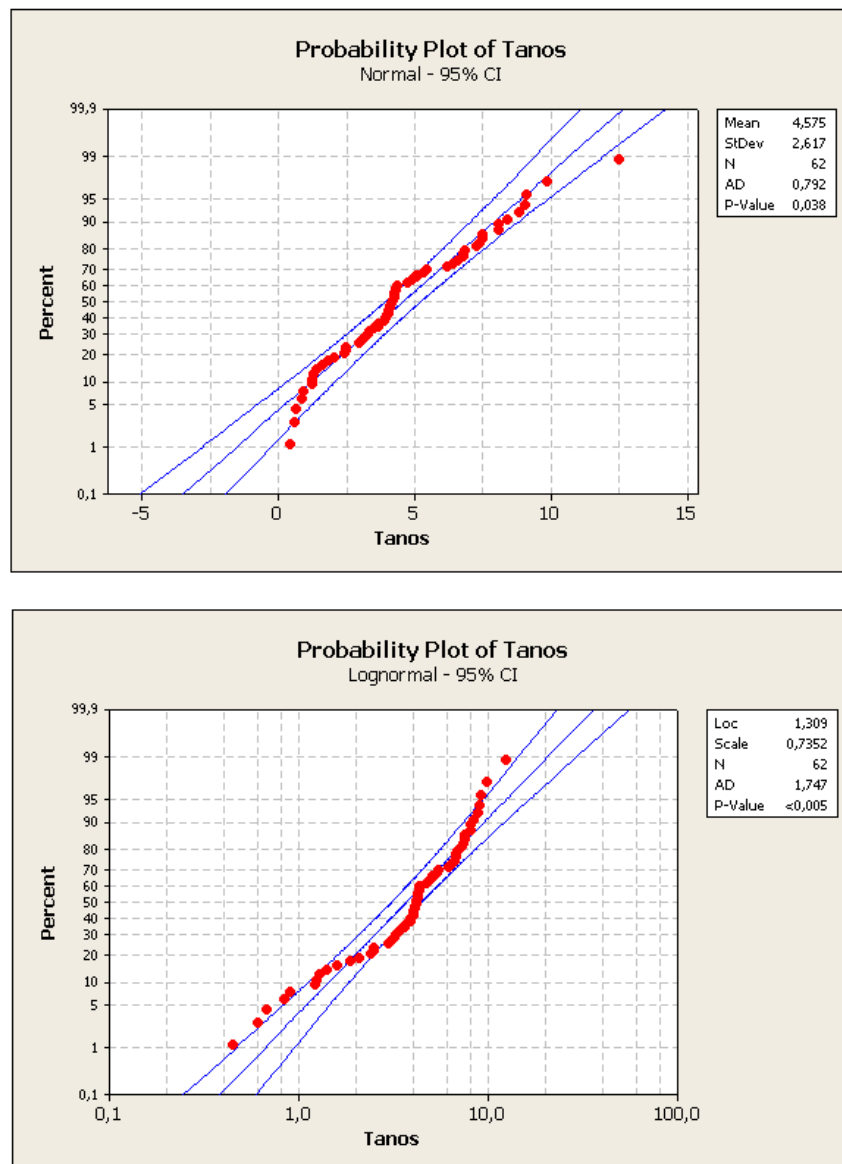 Probability Plot of Tanos
Normal - 95% CI
99,9
99
95
90
80
70
60
50
40
30
20
10
5
1
0,1
Percent
-5
0
5
10
15
Tanos
Mean 4,575
StDev 2,617
N 62
AD 0,792
P-Value 0,038
Probability Plot of Tanos
Lognormal - 95% CI
99,9
99
95
90
80
70
60
50
40
30
20
10
5
1
0,1
Percent
0,1
1,0
10,0
100,0
Tanos
Loc 1,309
Scale 0,7352
N 62
AD 1,747
P-Value <0,005